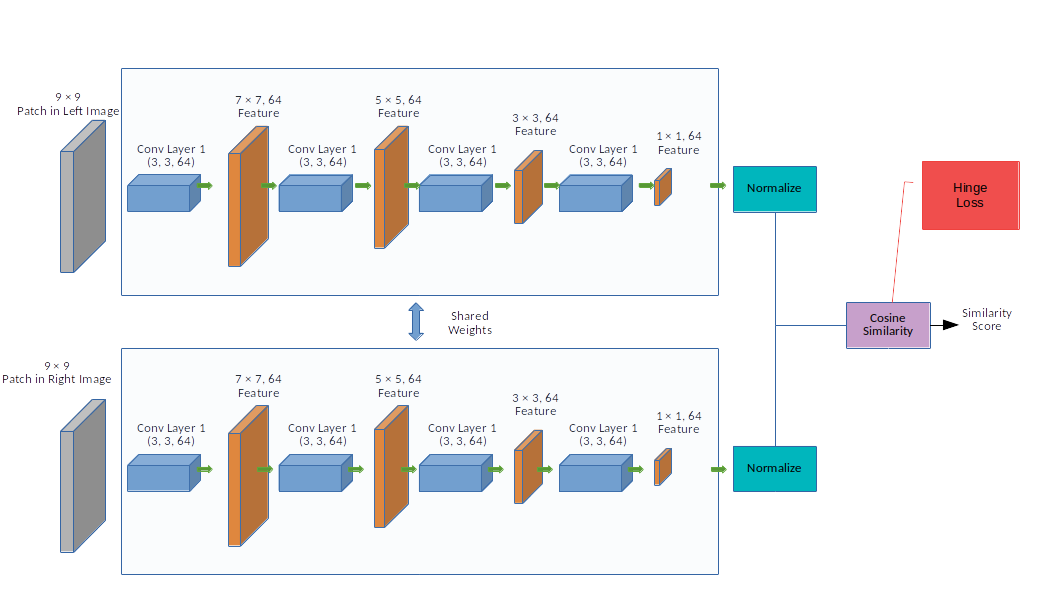 9 × 9
Patch in Left Image
7 × 7, 64
Feature
5 × 5, 64
Feature
3 × 3, 64
Feature
1 × 1, 64
Feature
Conv Layer 1
(3, 3, 64)
Conv Layer 1
(3, 3, 64)
Conv Layer 1
(3, 3, 64)
Conv Layer 1
(3, 3, 64)
Normalize
Hinge
Loss
Shared
Weights
Cosine
Similarity
Similarity
Score
9 × 9
Patch in Right Image
7 × 7, 64
Feature
5 × 5, 64
Feature
3 × 3, 64
Feature
1 × 1, 64
Feature
Conv Layer 1
(3, 3, 64)
Conv Layer 1
(3, 3, 64)
Conv Layer 1
(3, 3, 64)
Conv Layer 1
(3, 3, 64)
Normalize